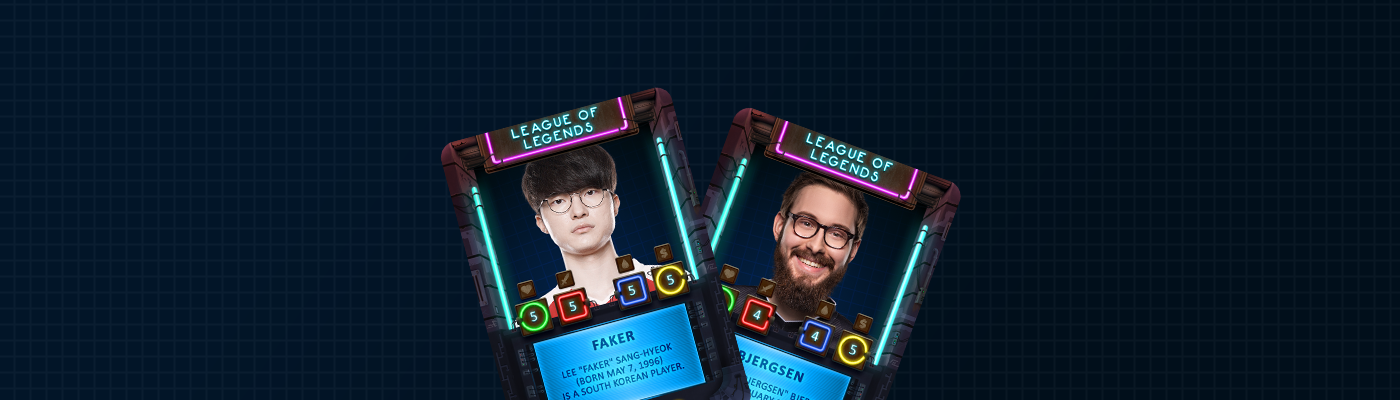 LEAGUE OF
LEGENDS
5
5
5
5
FAKER
LEE "FAKER" SANG-HYEOK
(BORN MAY 7, 1996)
IS A SOUTH KOREAN PLAYER.
LEAGUE OF
LEGENDS
4
4
5
BJERGSEN